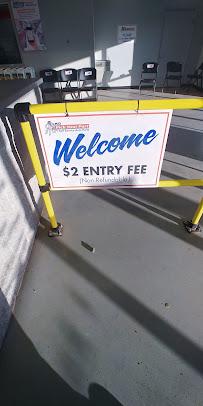 Welcome
$2 ENTRY FEE
(Non Refundable)